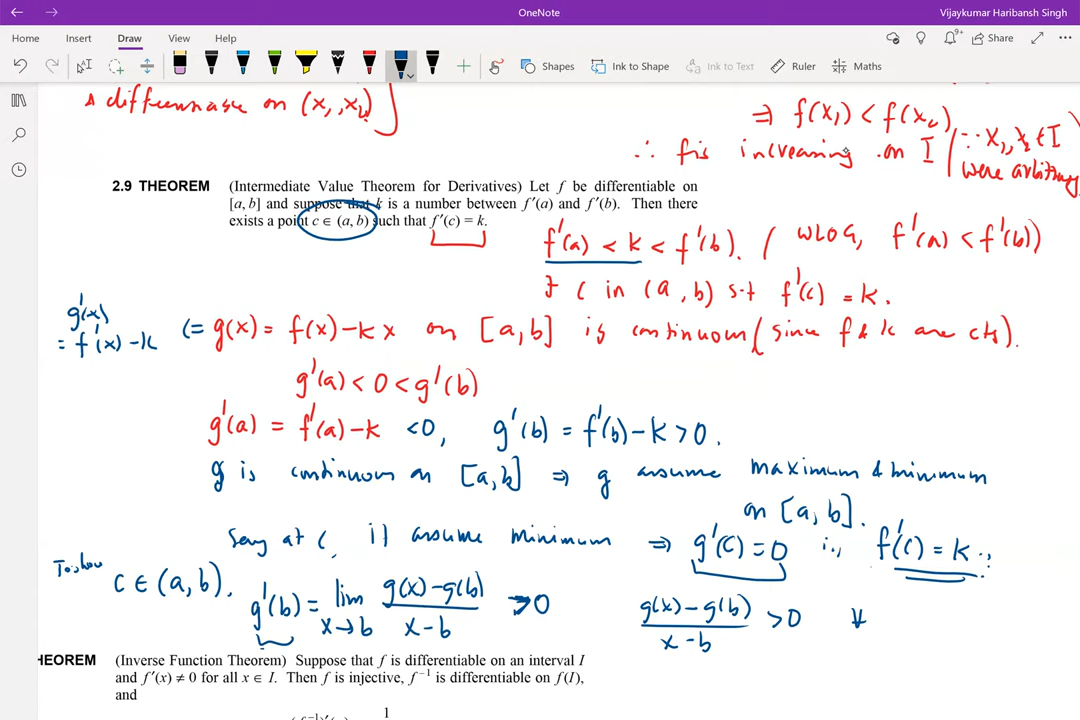 OneNote
Vijaykumar Haribansh Singh
Home Insert Draw View Help
9+ Share
Shapes Ink to Shape Ink to Text Ruler Maths
on (x₁, x₂)
⇒ f(x₁) < f(x₂)
∴ f is increasing on I (∵ x₁, x₂ ∈ I
were arbitrary
2.9 THEOREM (Intermediate Value Theorem for Derivatives) Let f be differentiable on
[a, b] and suppose that k is a number between f′(a) and f′(b). Then there
exists a point c ∈ (a, b) such that f′(c) = k.
f′(a) < k < f′(b). ( WLOG, f′(a) < f′(b))
∃ c in (a, b) s.t f′(c) = k.
g′(x)
= f′(x) - k
(= g(x) = f(x) - kx on [a, b] is continuous (since f & k are cts).
g′(a) < 0 < g′(b)
g′(a) = f′(a) - k < 0, g′(b) = f′(b) - k > 0.
g is continuous on [a, b] ⇒ g assume maximum & minimum
on [a, b].
Say at c, it assume minimum ⇒ g′(c) = 0 i., f′(c) = k.
To show
c ∈ (a, b). g′(b) = lim x→b g(x) - g(b) / x - b > 0
g(x) - g(b) / x - b > 0 ∀
HEOREM (Inverse Function Theorem) Suppose that f is differentiable on an interval I
and f′(x) ≠ 0 for all x ∈ I. Then f is injective, f⁻¹ is differentiable on f(I),
and
1